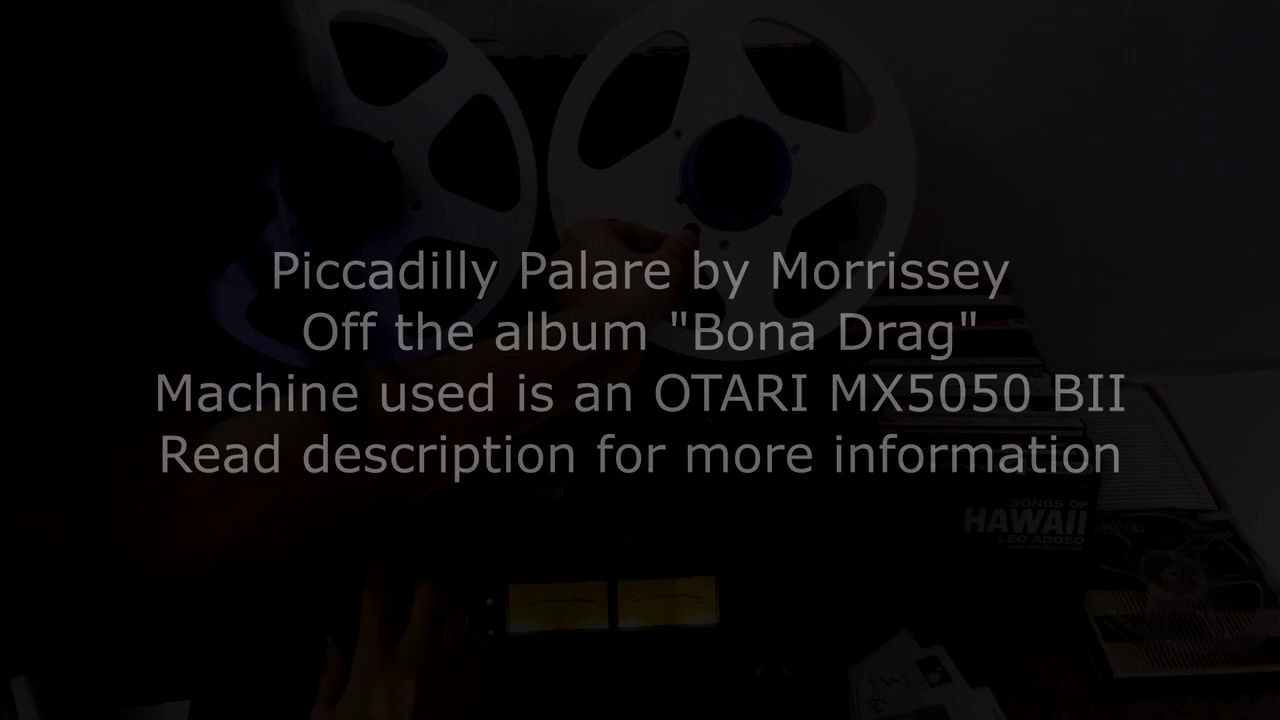 Piccadilly Palare by Morrissey
Off the album "Bona Drag"
Machine used is an OTARI MX5050 BII
Read description for more information
SONGS OF
HAWAII
LEO ADDEO